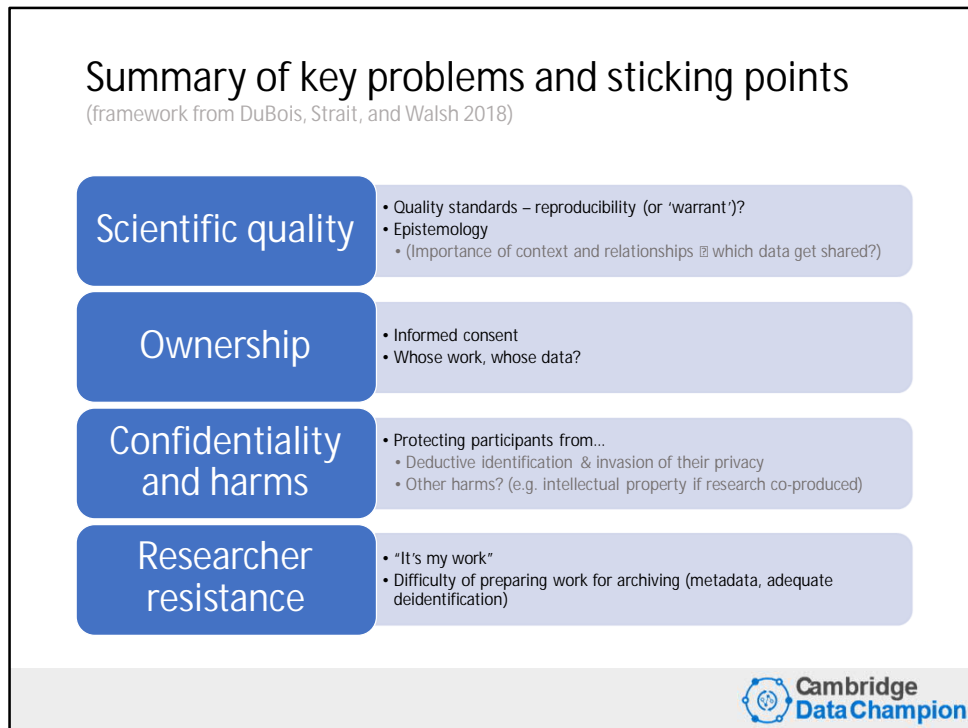 Summary of key problems and sticking points
(framework from DuBois, Strait, and Walsh 2018)
Scientific quality
• Quality standards – reproducibility (or ‘warrant’)?
• Epistemology
• (Importance of context and relationships ⍰ which data get shared?)
Ownership
• Informed consent
• Whose work, whose data?
Confidentiality
and harms
• Protecting participants from...
• Deductive identification & invasion of their privacy
• Other harms? (e.g. intellectual property if research co-produced)
Researcher
resistance
• “It’s my work”
• Difficulty of preparing work for archiving (metadata, adequate
deidentification)
Cambridge
DataChampion